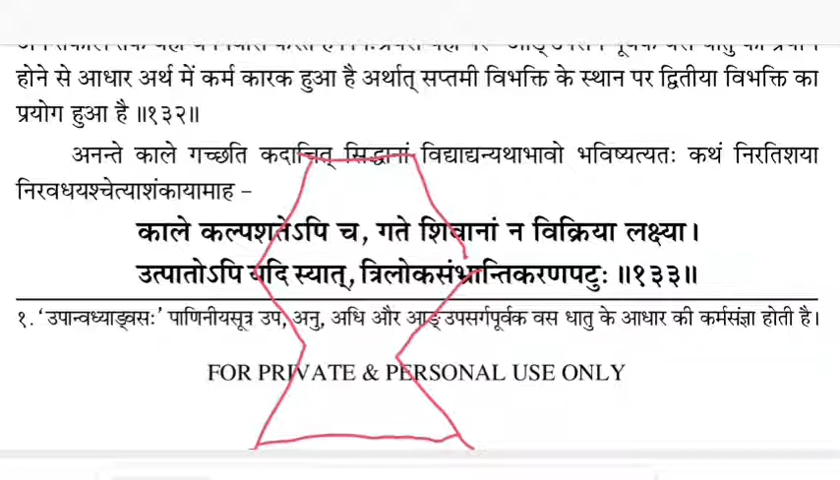 होने से आधार अर्थ में कर्म कारक हुआ है अर्थात् सप्तमी विभक्ति के स्थान पर द्वितीया विभक्ति का
प्रयोग हुआ है ॥१३२॥
अनन्ते काले गच्छति कदाचित् सिद्धानां विद्याद्यन्यथाभावो भविष्यत्यतः कथं निरतिशया
निरवधयश्चेत्याशंकायामाह –
काले कल्पशतेऽपि च, गते शिवानां न विक्रिया लक्ष्या।
उत्पातोऽपि यदि स्यात्, त्रिलोकसंभ्रान्तिकरणपटुः ॥१३३॥
१. ‘उपान्वध्याङ्वसः’ पाणिनीयसूत्र उप, अनु, अधि और आङ् उपसर्गपूर्वक वस धातु के आधार की कर्मसंज्ञा होती है।
FOR PRIVATE & PERSONAL USE ONLY